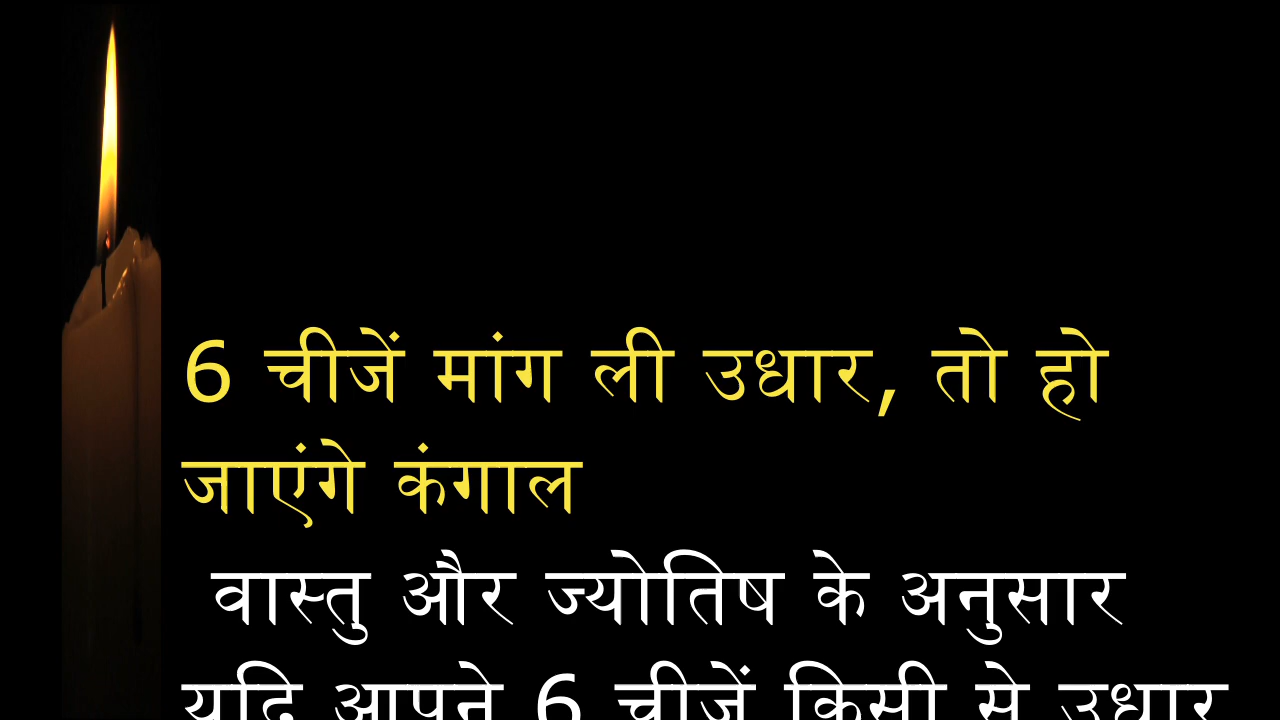 6 चीजें मांग ली उधार, तो हो
जाएंगे कंगाल
वास्तु और ज्योतिष के अनुसार
यदि आपने 6 चीजें किसी से उधार